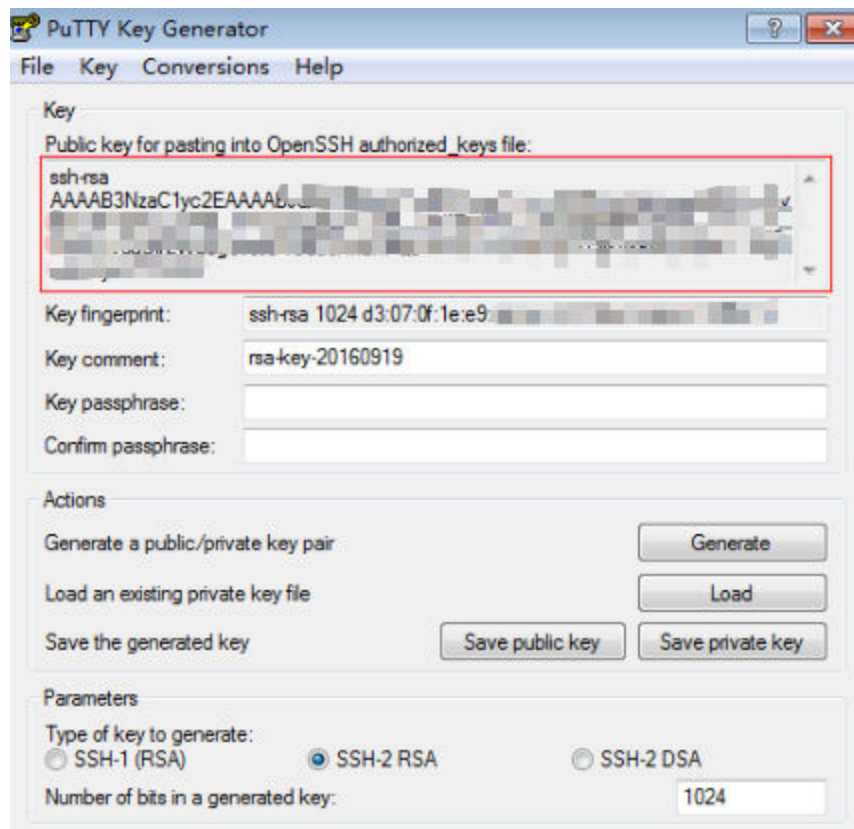 PuTTY Key Generator
File Key Conversions Help
Key
Public key for pasting into OpenSSH authorized_keys file:
ssh-rsa
Key fingerprint: ssh-rsa 1024 d3:07:0f:1e:e9:
Key comment: rsa-key-20160919
Key passphrase:
Confirm passphrase:
Actions
Generate a public/private key pair Generate
Load an existing private key file Load
Save the generated key Save public key Save private key
Parameters
Type of key to generate:
SSH-1 (RSA) SSH-2 RSA SSH-2 DSA
Number of bits in a generated key: 1024